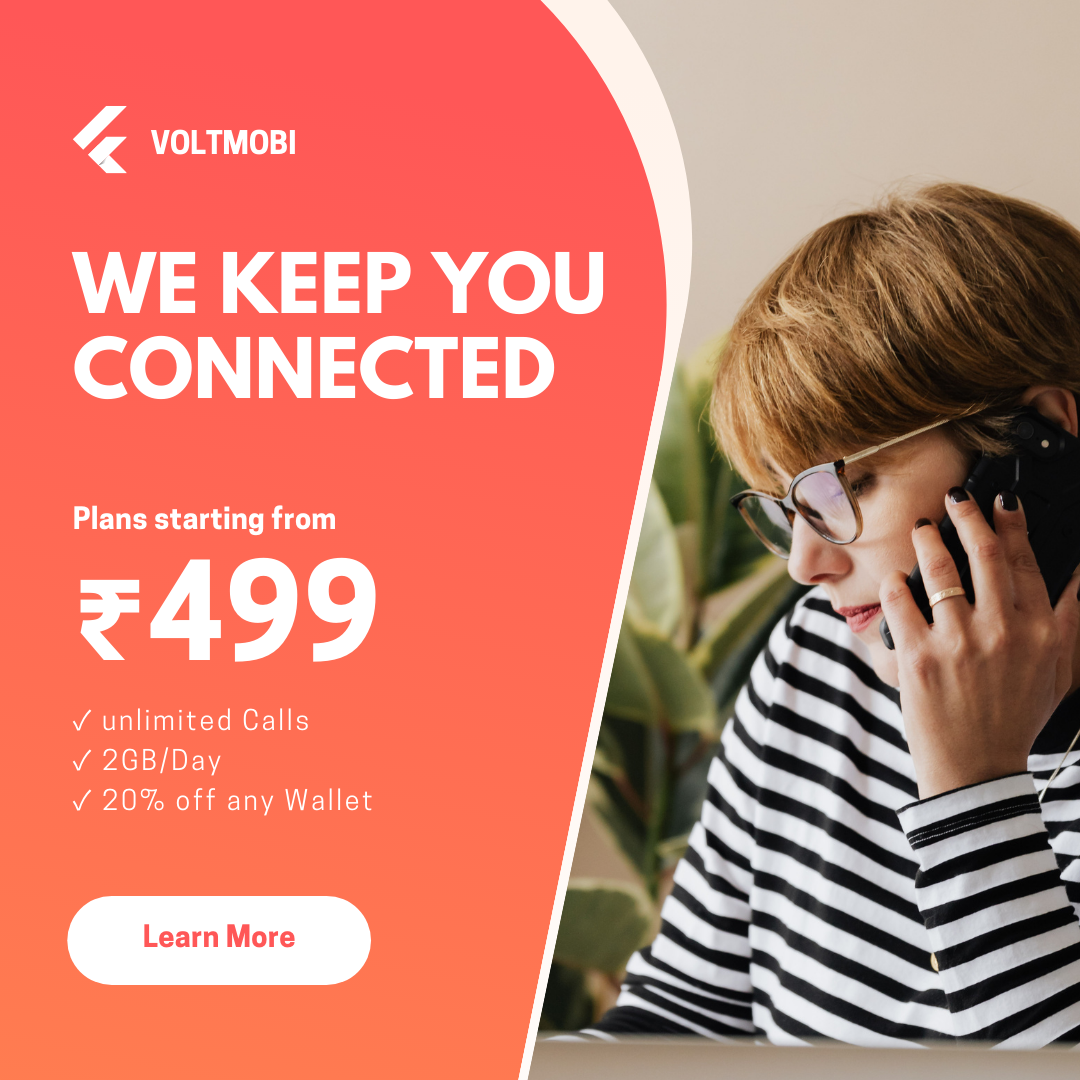 VOLTMOBI
WE KEEP YOU
CONNECTED
Plans starting from
₹499
✓ unlimited Calls
✓ 2GB/Day
✓ 20% off any Wallet
Learn More